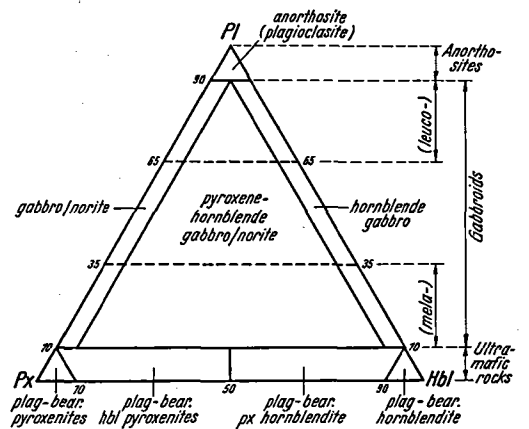 anorthosite
(plagioclasite)
Pl
Anortho-
sites
90
(leuco-)
65
65
gabbro/norite
pyroxene-
hornblende
gabbro/norite
hornblende
gabbro
Gabbroids
35
35
(mela-)
10
10
Ultra-
mafic
rocks
Px
10
50
90
Hbl
plag-bear.
pyroxenites
plag-bear.
hbl pyroxenites
plag-bear.
px hornblendite
plag-bear.
hornblendite